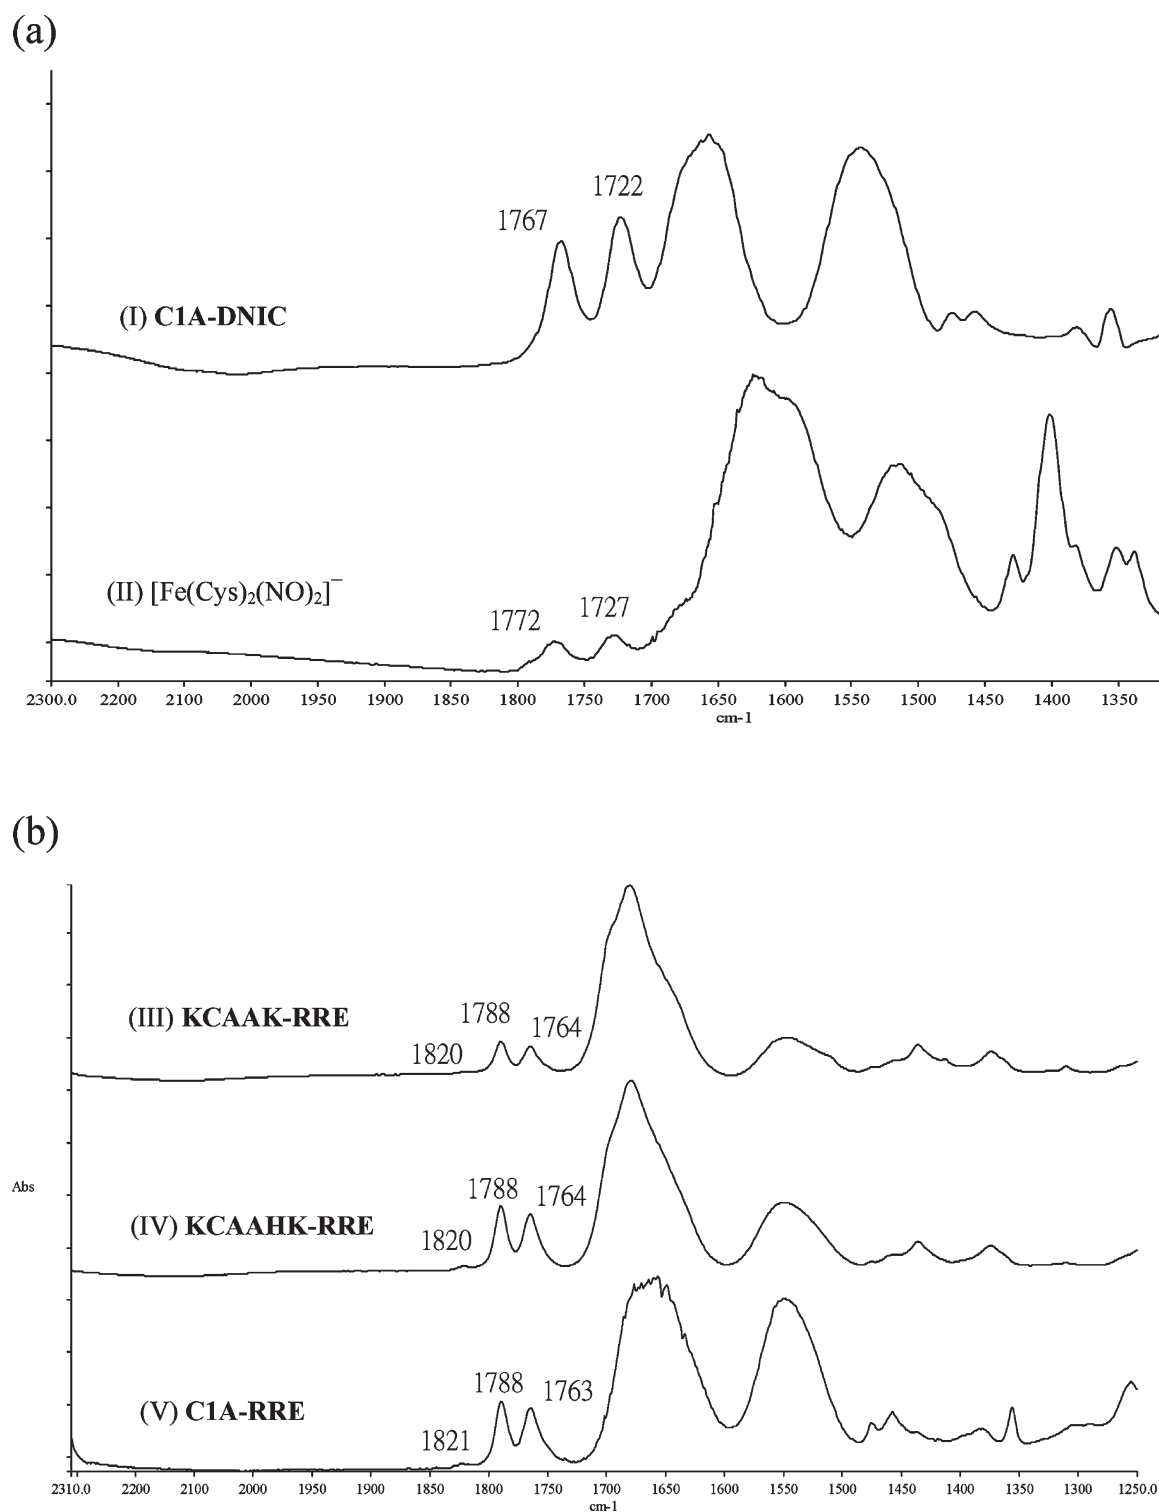 (a)
1722
1767
(I) C1A-DNIC
(II) [Fe(Cys)₂(NO)₂]⁻
1772
1727
2300.0 2200 2100 2000 1950 1900 1850 1800 1750 1700 1650 1600 1550 1500 1450 1400 1350
cm-1
(b)
1788
(III) KCAAK-RRE
1764
1820
Abs
1788
1764
(IV) KCAAHK-RRE
1820
1788
1763
(V) C1A-RRE
1821
2310.0 2200 2100 2000 1950 1900 1850 1800 1750 1700 1650 1600 1550 1500 1450 1400 1350 1300 1250.0
cm-1